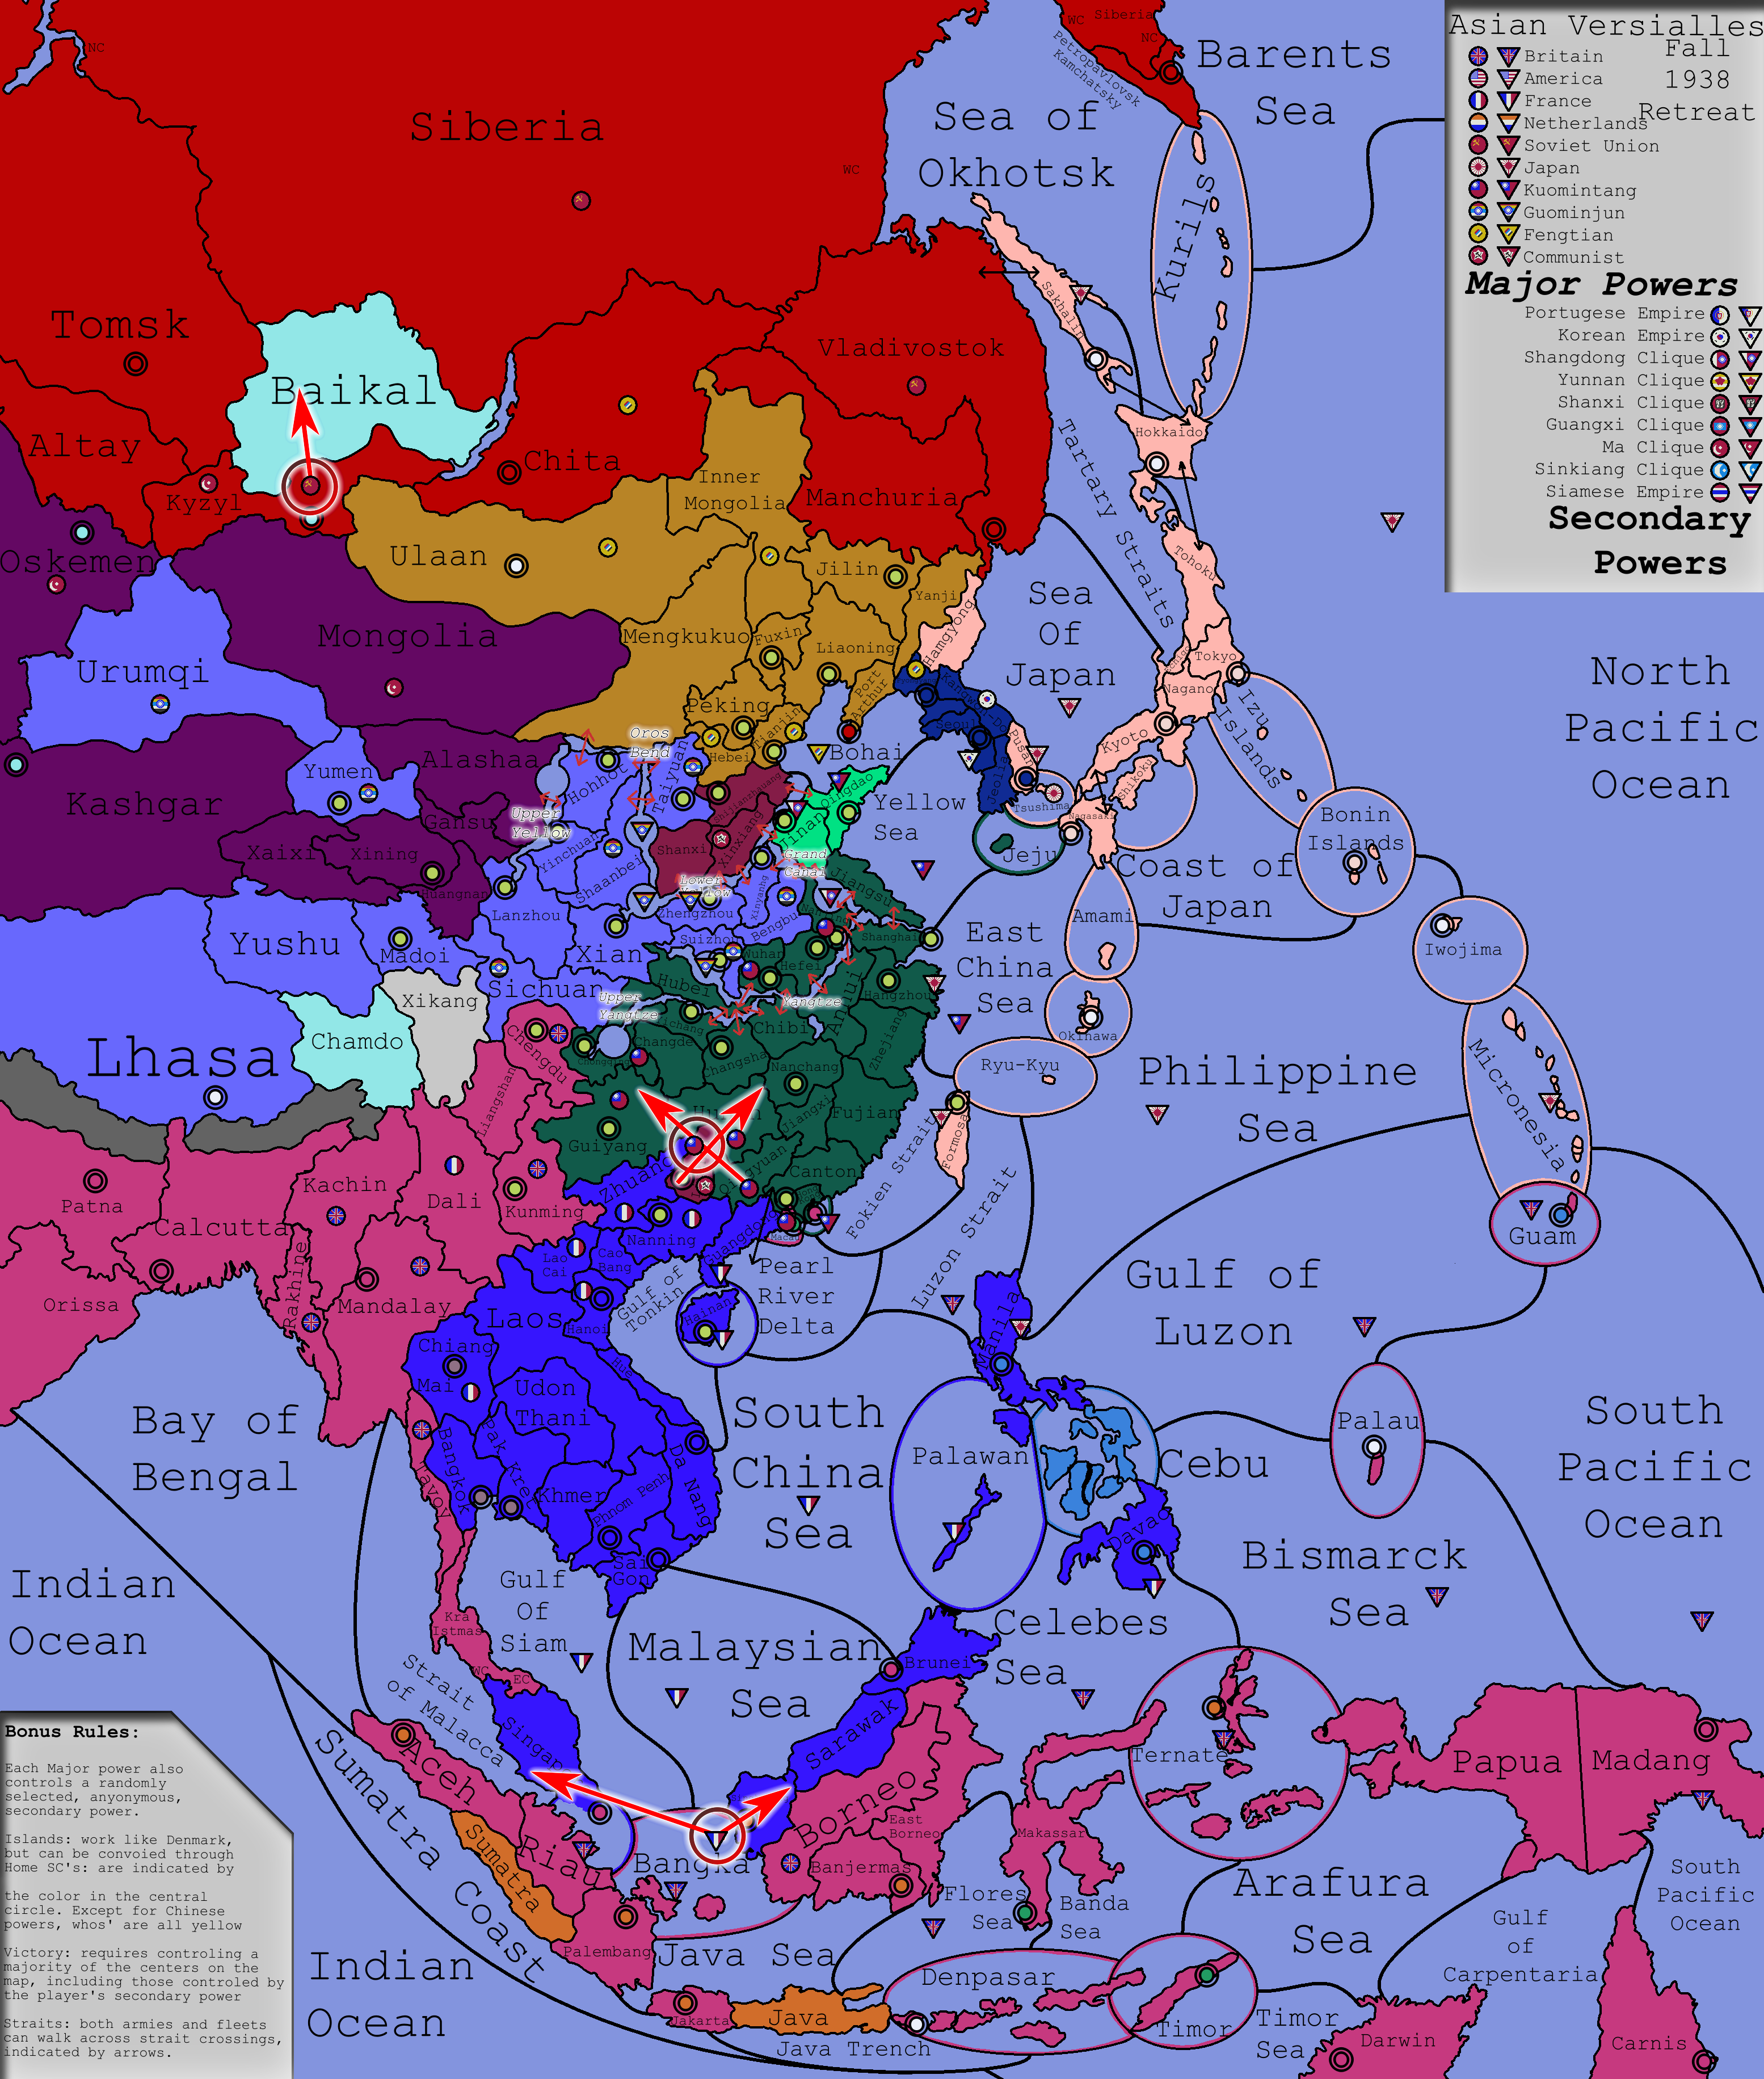 Asian Versialles
Fall
1938
Retreat
Britain
America
France
Netherlands
Soviet Union
Japan
Kuomintang
Guominjun
Fengtian
Communist
Major Powers
Portugese Empire
Korean Empire
Shangdong Clique
Yunnan Clique
Shanxi Clique
Guangxi Clique
Ma Clique
Sinkiang Clique
Siamese Empire
Secondary
Powers
NC
WC
Siberia
NC
Petropavlovsk
Kamchatsky
Barents
Sea
Sea of
Okhotsk
Siberia
WC
Kurils
Sakhalin
Tomsk
Baikal
Vladivostok
Altay
Kyzyl
Chita
Inner
Mongolia
Manchuria
Hokkaido
Tartary Straits
Oskemen
Ulaan
Jilin
Yanji
Tohoku
Sea
Of
Japan
Mongolia
Mengkukuo
Fuxin
Liaoning
Hamgyong
Tokyo
Nagano
Urumqi
Port
Arthur
Peking
Tianjin
Hebei
Kangwon-Do
Seoul
Pusan
Jeolla
Izu
Islands
North
Pacific
Ocean
Oros
Bend
Bohai
Kyoto
Shikoku
Alashaa
Yumen
Hohhot
Taiyuan
Shijiazhuang
Qingdao
Yellow
Sea
Tsushima
Nagasaki
Kashgar
Gansu
Upper
Yellow
Yinchuan
Shanxi
Xinxiang
Jinan
Grand
Canal
Jeju
Coast of
Japan
Bonin
Islands
Xaixi
Xining
Huangnan
Shaanbei
Lower
Yellow
Jiangsu
Lanzhou
Zhengzhou
Bengbu
Nanjing
Shanghai
Amami
Iwojima
Yushu
Madoi
Xian
Suizhou
Wuhan
Hefei
East
China
Sea
Xikang
Sichuan
Hubei
Anhui
Hangzhou
Upper
Yangtze
Yangtze
Chamdo
Lhasa
Chengdu
Yichang
Chibi
Zhejiang
Okinawa
Chongqing
Changde
Changsha
Nanchang
Ryu-Kyu
Philippine
Sea
Micronesia
Liangshan
Guiyang
Jiangxi
Fujian
Formosa
Fokien Strait
Patna
Kachin
Dali
Kunming
Zhuang
Qingyuan
Canton
Luzon Strait
Calcutta
Nanning
Guangdong
Macau
Guam
Lao
Cai
Cao
Bang
Orissa
Rakhine
Mandalay
Laos
Hanoi
Gulf of
Tonkin
Hainan
Pearl
River
Delta
Gulf of
Luzon
Manila
Chiang
Mai
Udon
Thani
Hue
Bay of
Bengal
South
China
Sea
Palawan
Cebu
Palau
South
Pacific
Ocean
Tavoy
Bangkok
Pak
Kret
Khmer
Phnom Penh
Da Nang
Davao
Sai
Gon
Indian
Ocean
Gulf
Of
Siam
Bismarck
Sea
Kra
Istmas
WC
EC
Malaysian
Sea
Brunei
Celebes
Sea
Strait
of Malacca
Singap
Sarawak
Sumatra Coast
Aceh
Sumatra
Riau
Bangka
Borneo
East
Borneo
Banjermas
Makassar
Ternate
Papua
Madang
Flores
Sea
Banda
Sea
Arafura
Sea
South
Pacific
Ocean
Gulf
of
Carpentaria
Palembang
Java Sea
Denpasar
Indian
Ocean
Jakarta
Java
Java Trench
Timor
Timor
Sea
Darwin
Carnis
Bonus Rules:
Each Major power also
controls a randomly
selected, anyonymous,
secondary power.
Islands: work like Denmark,
but can be convoied through
Home SC's: are indicated by
the color in the central
circle. Except for Chinese
powers, whos' are all yellow
Victory: requires controling a
majority of the centers on the
map, including those controled by
the player's secondary power
Straits: both armies and fleets
can walk across strait crossings,
indicated by arrows.